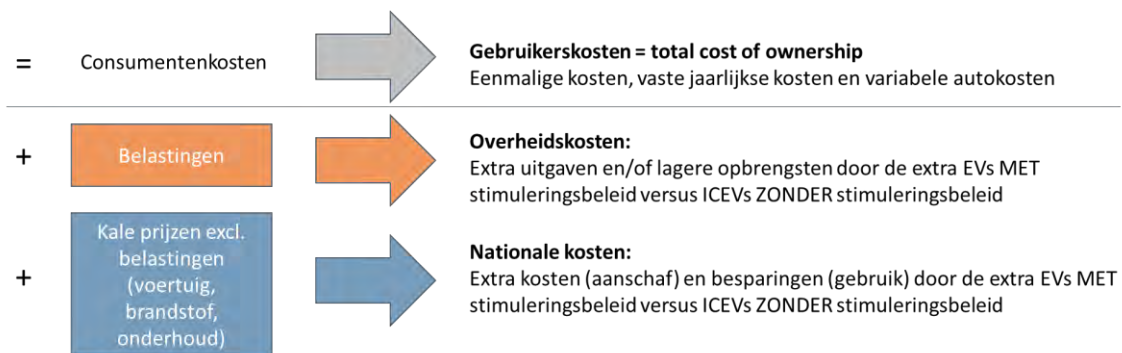 =
Consumentenkosten
Gebruikerskosten = total cost of ownership
Eenmalige kosten, vaste jaarlijkse kosten en variabele autokosten
+
Belastingen
Overheidskosten:
Extra uitgaven en/of lagere opbrengsten door de extra EVs MET
stimuleringsbeleid versus ICEVs ZONDER stimuleringsbeleid
+
Kale prijzen excl.
belastingen
(voertuig,
brandstof,
onderhoud)
Nationale kosten:
Extra kosten (aanschaf) en besparingen (gebruik) door de extra EVs MET
stimuleringsbeleid versus ICEVs ZONDER stimuleringsbeleid